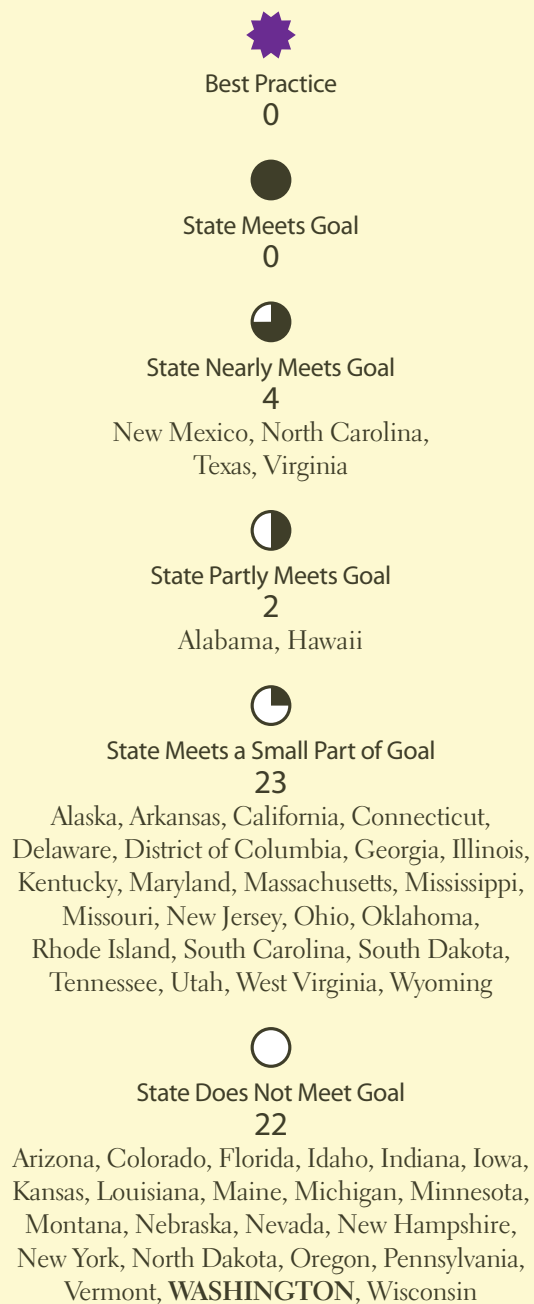 Best Practice
0
State Meets Goal
0
State Nearly Meets Goal
4
New Mexico, North Carolina,
Texas, Virginia
State Partly Meets Goal
2
Alabama, Hawaii
State Meets a Small Part of Goal
23
Alaska, Arkansas, California, Connecticut,
Delaware, District of Columbia, Georgia, Illinois,
Kentucky, Maryland, Massachusetts, Mississippi,
Missouri, New Jersey, Ohio, Oklahoma,
Rhode Island, South Carolina, South Dakota,
Tennessee, Utah, West Virginia, Wyoming
State Does Not Meet Goal
22
Arizona, Colorado, Florida, Idaho, Indiana, Iowa,
Kansas, Louisiana, Maine, Michigan, Minnesota,
Montana, Nebraska, Nevada, New Hampshire,
New York, North Dakota, Oregon, Pennsylvania,
Vermont, WASHINGTON, Wisconsin